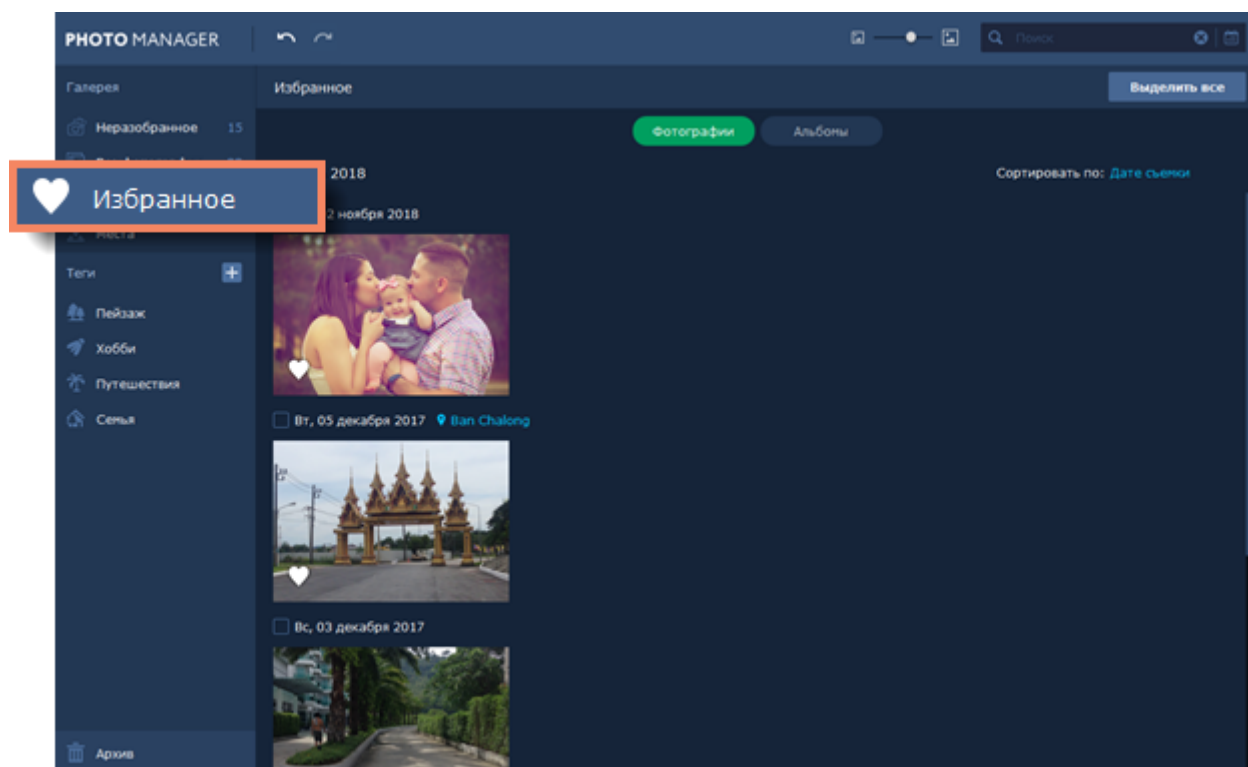 PHOTO MANAGER
Поиск
Галерея
Избранное
Выделить все
Неразобранное 15
Фотографии
Альбомы
2018
Сортировать по: Дате съемки
Избранное
2 ноября 2018
Места
Теги
Пейзаж
Хобби
Путешествия
Семья
Вт, 05 декабря 2017 Ban Chalong
Вс, 03 декабря 2017
Архив